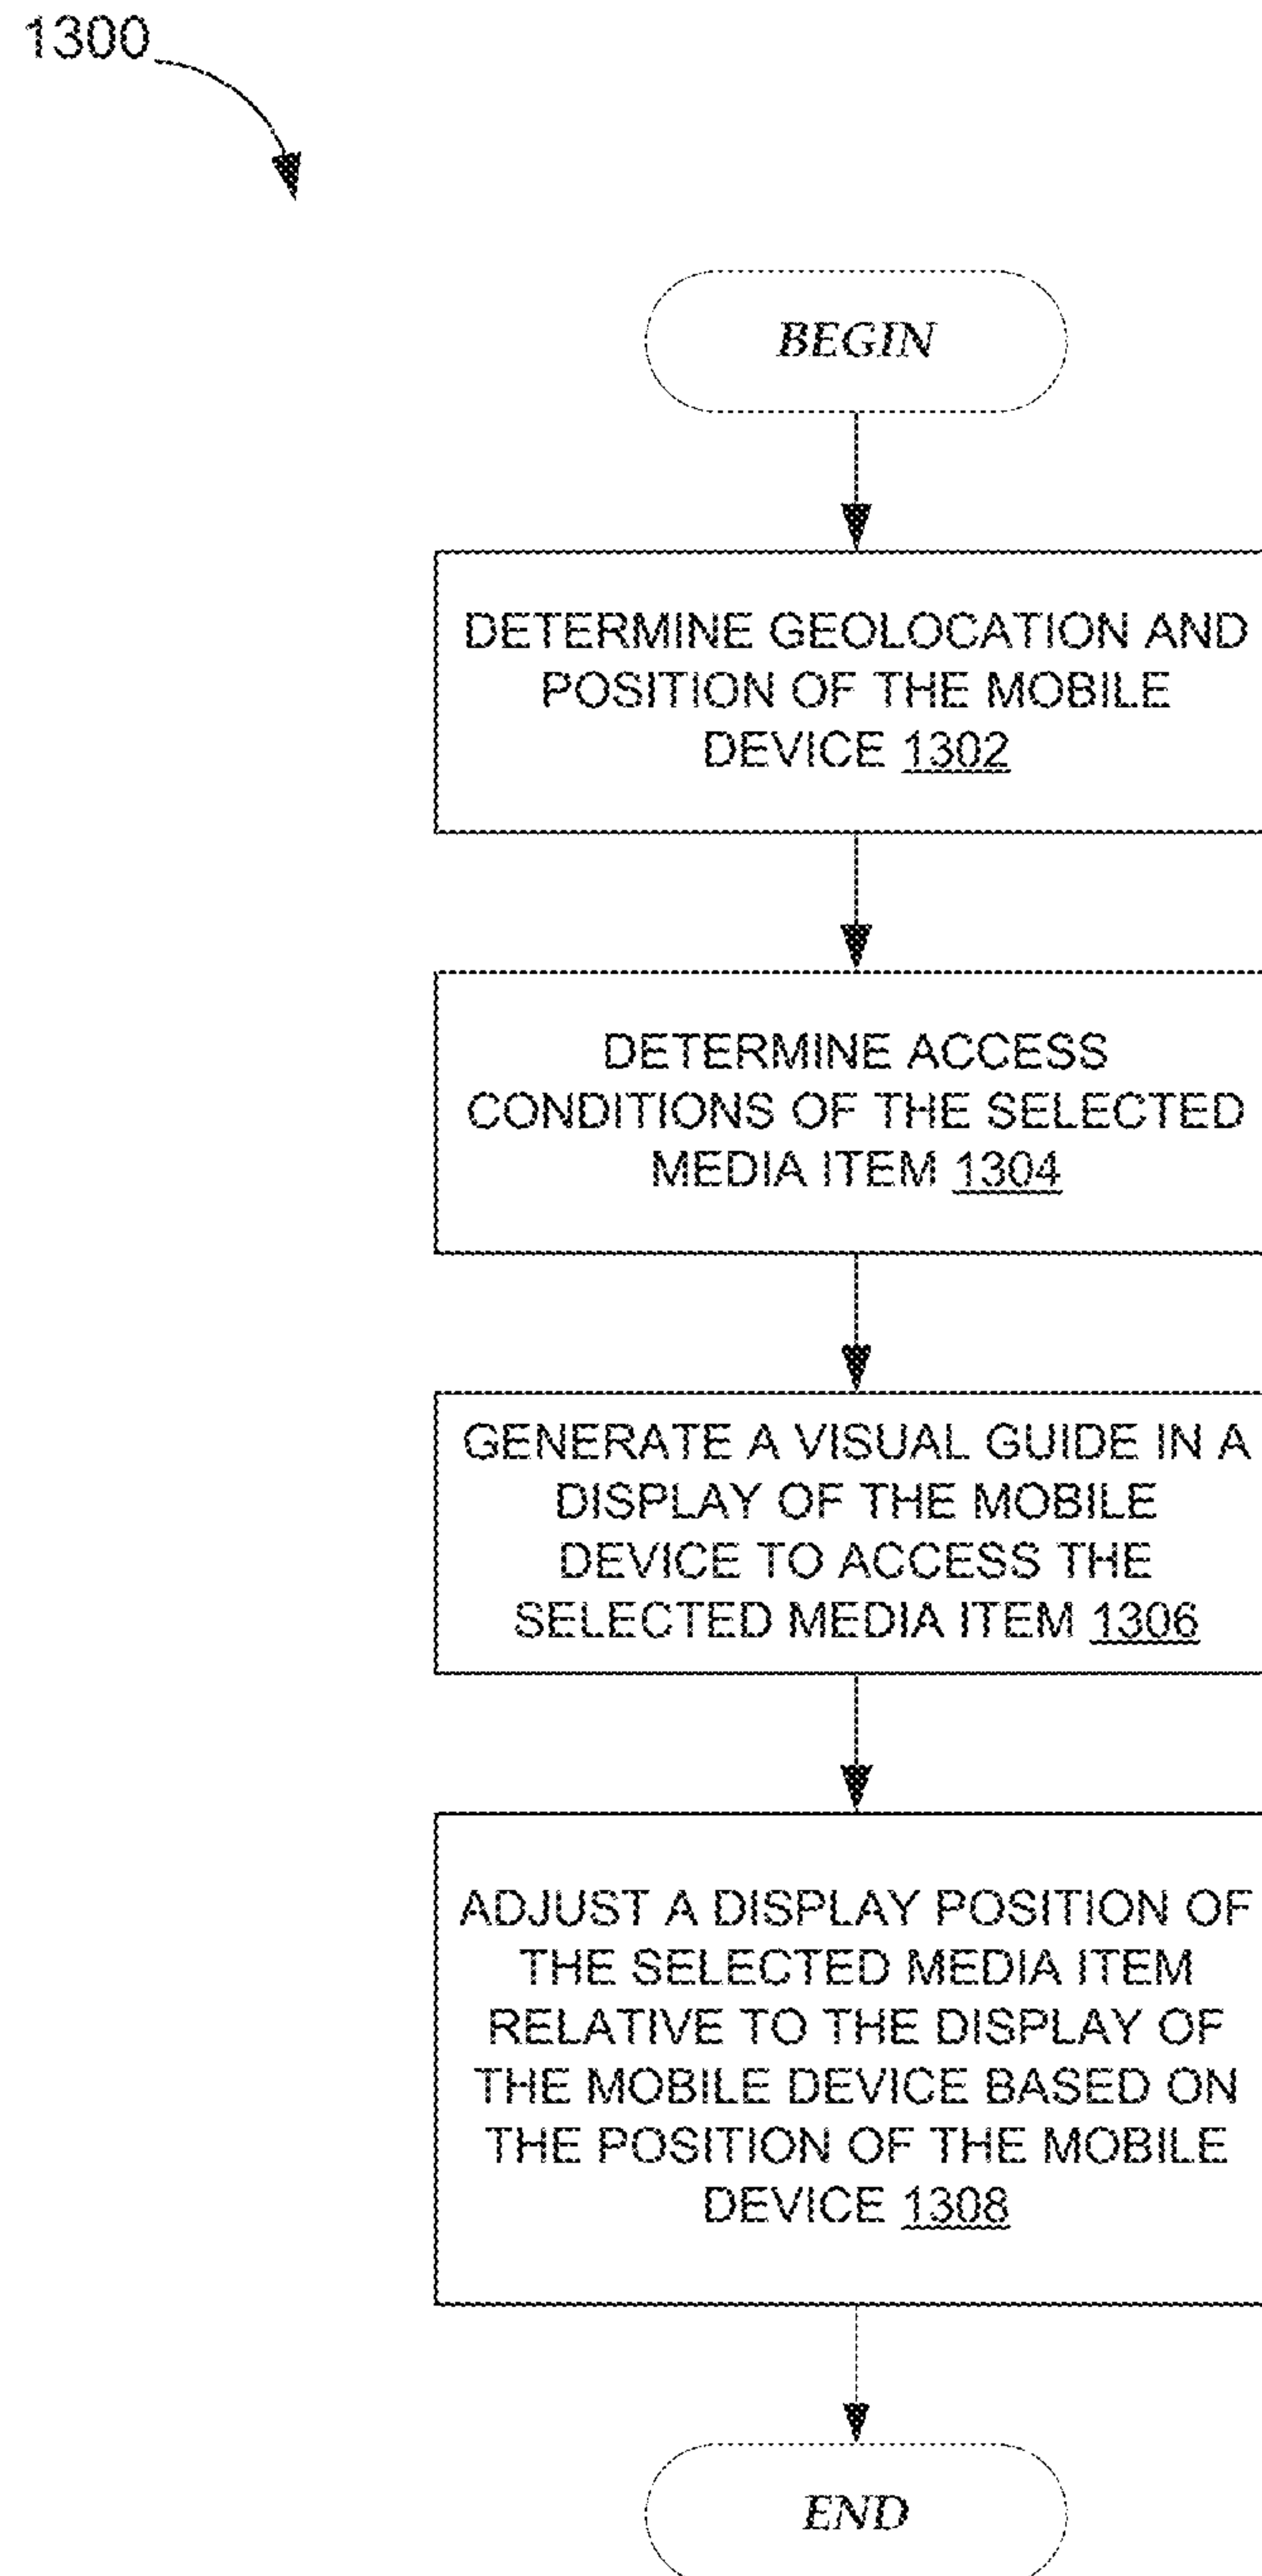 1300
BEGIN
DETERMINE GEOLOCATION AND
POSITION OF THE MOBILE
DEVICE 1302
DETERMINE ACCESS
CONDITIONS OF THE SELECTED
MEDIA ITEM 1304
GENERATE A VISUAL GUIDE IN A
DISPLAY OF THE MOBILE
DEVICE TO ACCESS THE
SELECTED MEDIA ITEM 1306
ADJUST A DISPLAY POSITION OF
THE SELECTED MEDIA ITEM
RELATIVE TO THE DISPLAY OF
THE MOBILE DEVICE BASED ON
THE POSITION OF THE MOBILE
DEVICE 1308
END